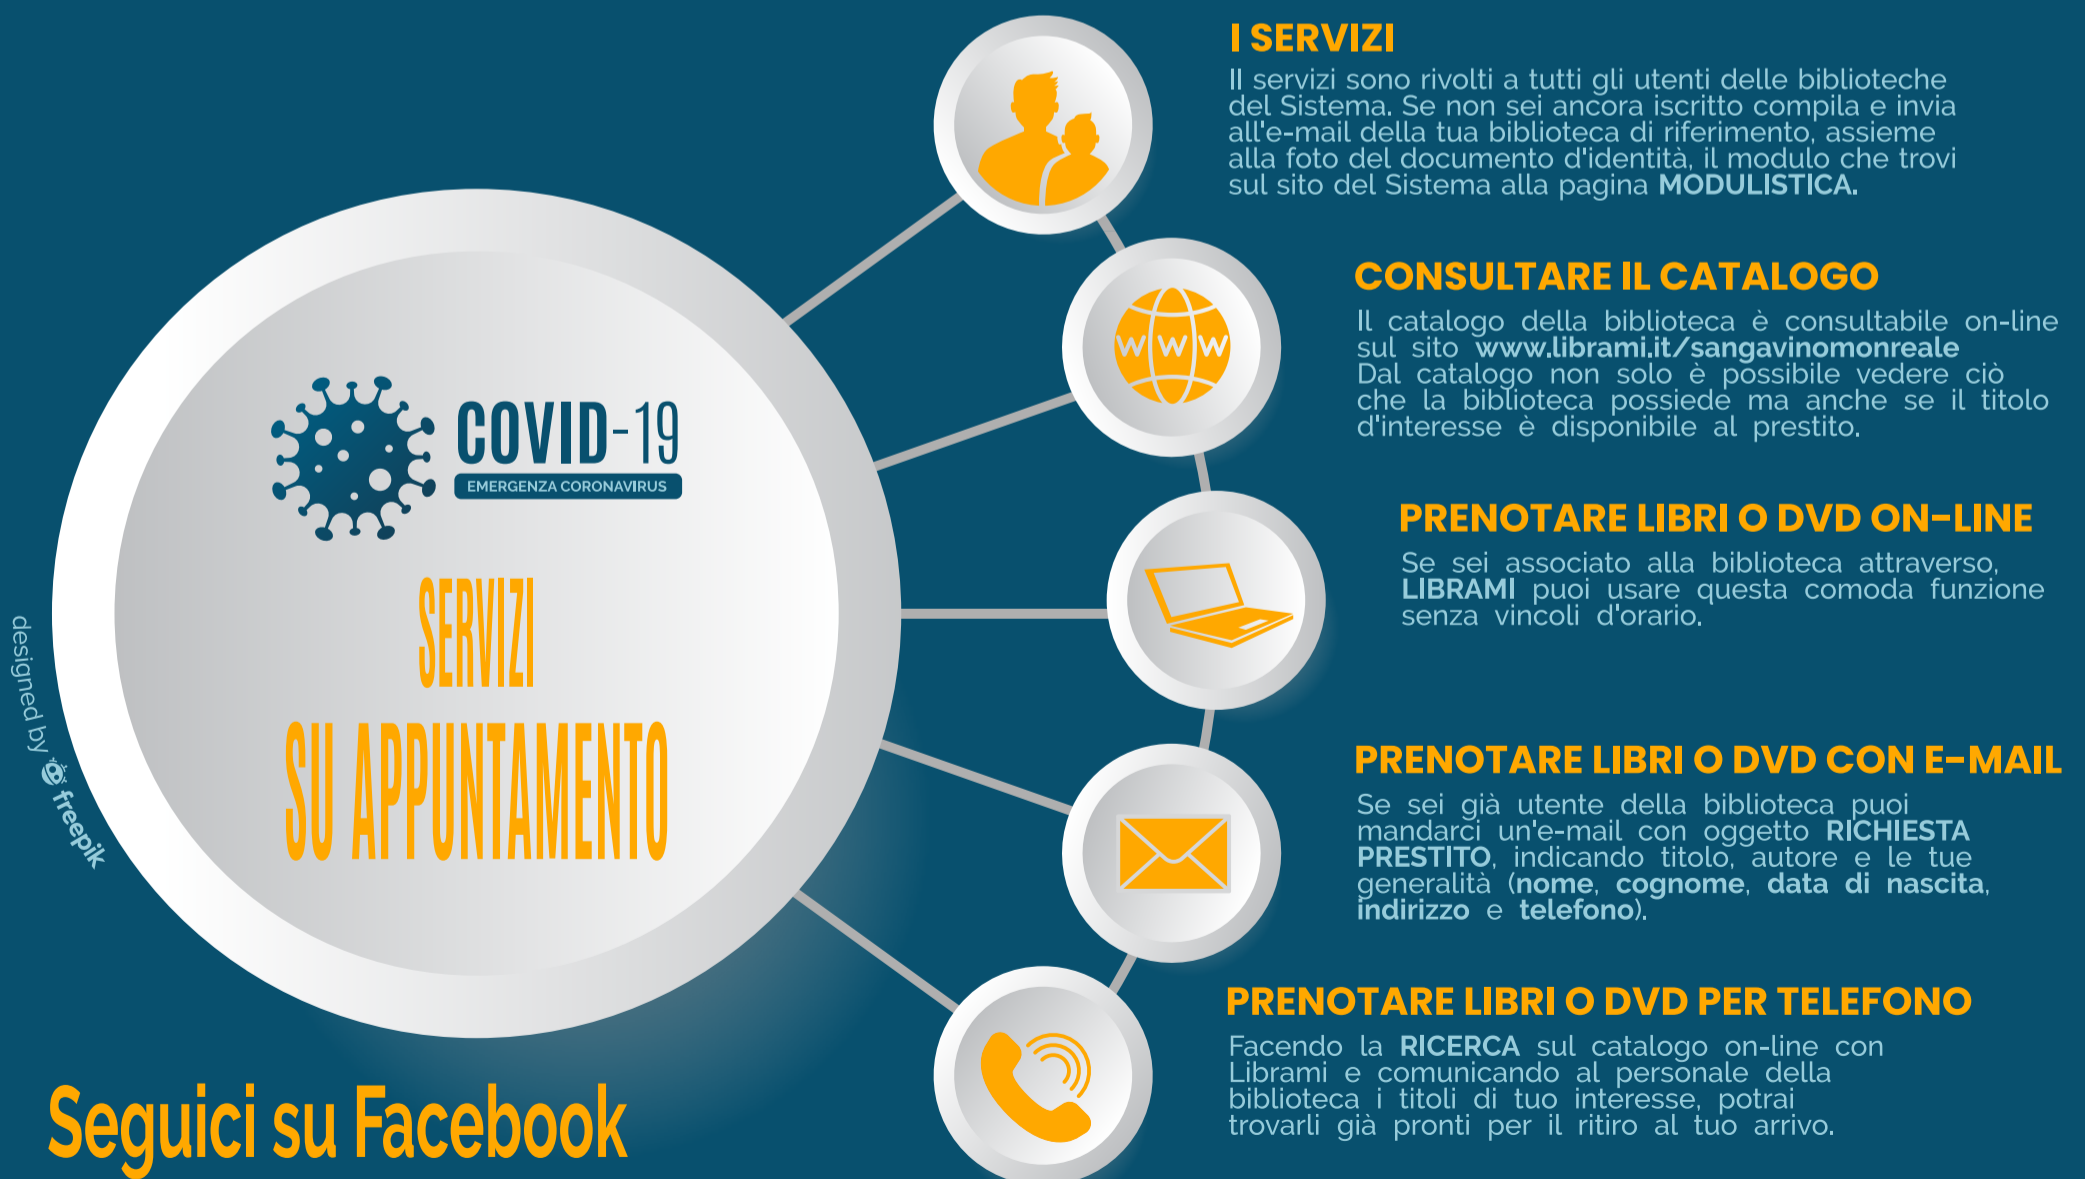 I SERVIZI
II servizi sono rivolti a tutti gli utenti delle biblioteche
del Sistema. Se non sei ancora iscritto compila e invia
all'e-mail della tua biblioteca di riferimento, assieme
alla foto del documento d'identità, il modulo che trovi
sul sito del Sistema alla pagina MODULISTICA.
CONSULTARE IL CATALOGO
Il catalogo della biblioteca è consultabile on-line
sul sito www.librami.it/sangavinomonreale
Dal catalogo non solo è possibile vedere ciò
che la biblioteca possiede ma anche se il titolo
d'interesse è disponibile al prestito.
WWW
COVID-19
EMERGENZA CORONAVIRUS
SERVIZI
SU APPUNTAMENTO
PRENOTARE LIBRI O DVD ON-LINE
Se sei associato alla biblioteca attraverso,
LIBRAMI puoi usare questa comoda funzione
senza vincoli d'orario.
PRENOTARE LIBRI O DVD CON E-MAIL
Se sei già utente della biblioteca puoi
mandarci un'e-mail con oggetto RICHIESTA
PRESTITO, indicando titolo, autore e le tue
generalità (nome, cognome, data di nascita,
indirizzo e telefono).
PRENOTARE LIBRI O DVD PER TELEFONO
Facendo la RICERCA sul catalogo on-line con
Librami e comunicando al personale della
biblioteca i titoli di tuo interesse, potrai
trovarli già pronti per il ritiro al tuo arrivo.
designed by freepik
Seguici su Facebook